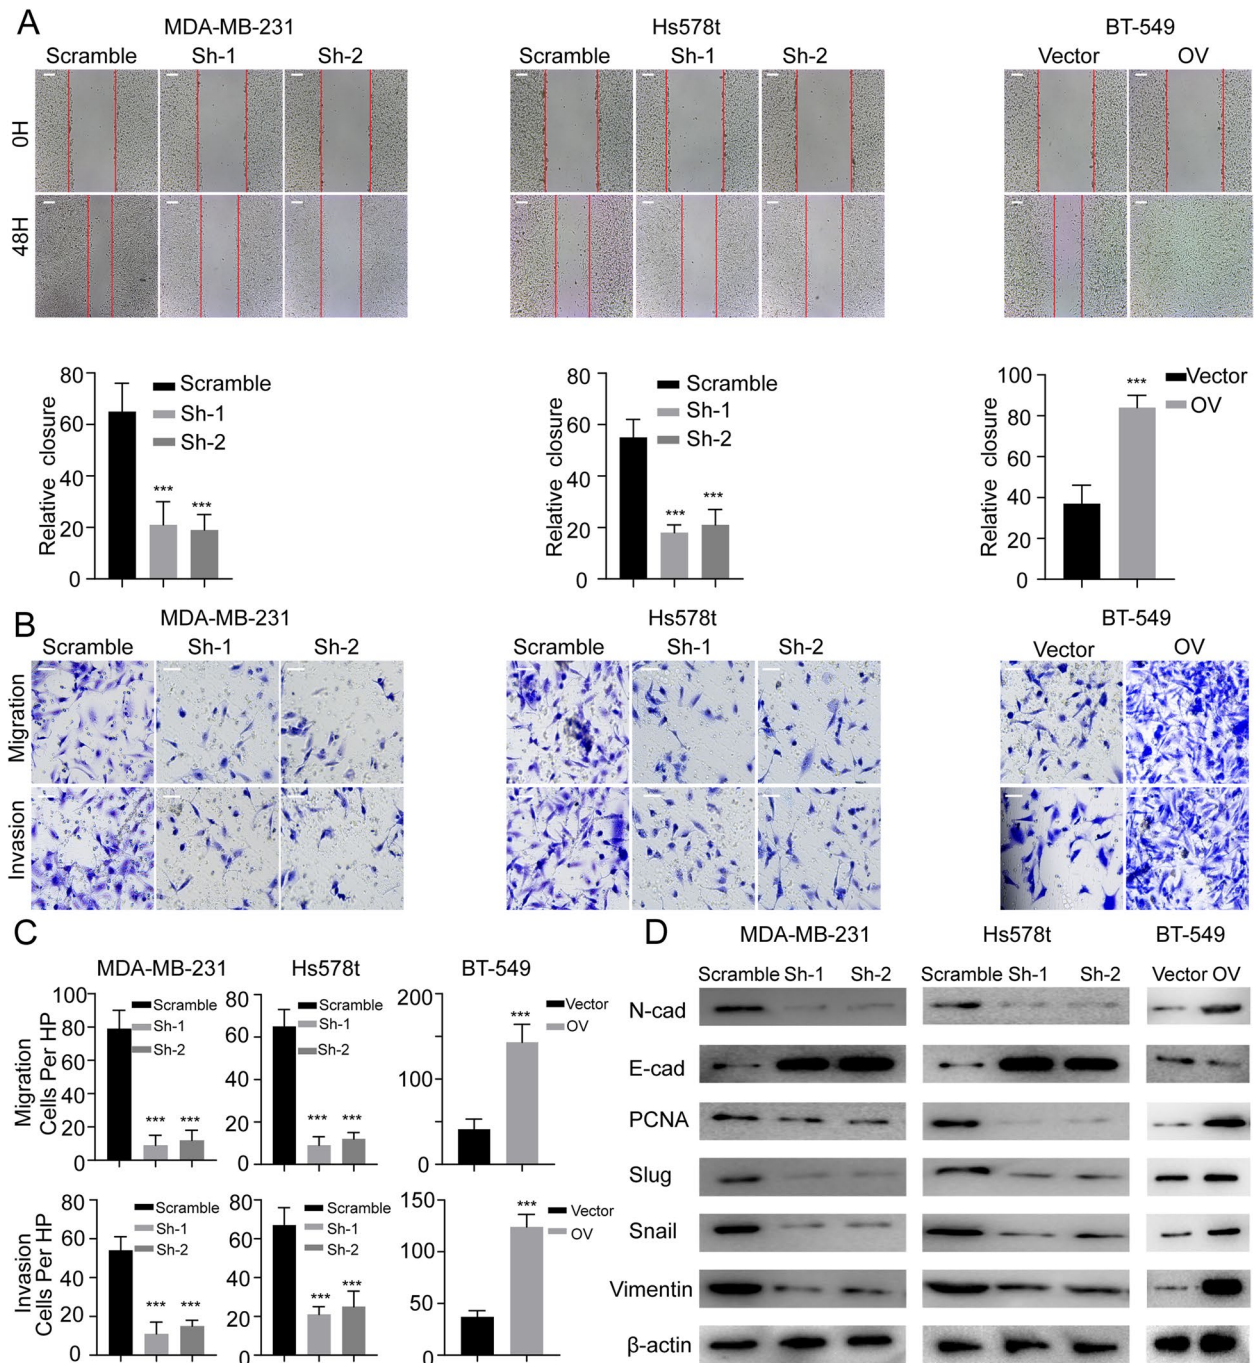 A
MDA-MB-231
Hs578t
BT-549
Scramble Sh-1 Sh-2
Scramble Sh-1 Sh-2
Vector OV
0H
48H
Relative closure
80
60
40
20
0
Scramble
Sh-1
Sh-2
***
***
Relative closure
80
60
40
20
0
Scramble
Sh-1
Sh-2
***
***
Relative closure
100
80
60
40
20
0
Vector
OV
***
B
MDA-MB-231
Hs578t
BT-549
Scramble Sh-1 Sh-2
Scramble Sh-1 Sh-2
Vector OV
Migration
Invasion
C
MDA-MB-231
Hs578t
BT-549
Migration
Cells Per HP
100
80
60
40
20
0
Scramble
Sh-1
Sh-2
***
***
80
60
40
20
0
Scramble
Sh-1
Sh-2
***
***
200
100
0
Vector
OV
***
Invasion
Cells Per HP
80
60
40
20
0
Scramble
Sh-1
Sh-2
***
***
80
60
40
20
0
Scramble
Sh-1
Sh-2
***
***
150
100
50
0
Vector
OV
***
D
MDA-MB-231
Hs578t
BT-549
Scramble Sh-1 Sh-2
Scramble Sh-1 Sh-2
Vector OV
N-cad
E-cad
PCNA
Slug
Snail
Vimentin
β-actin